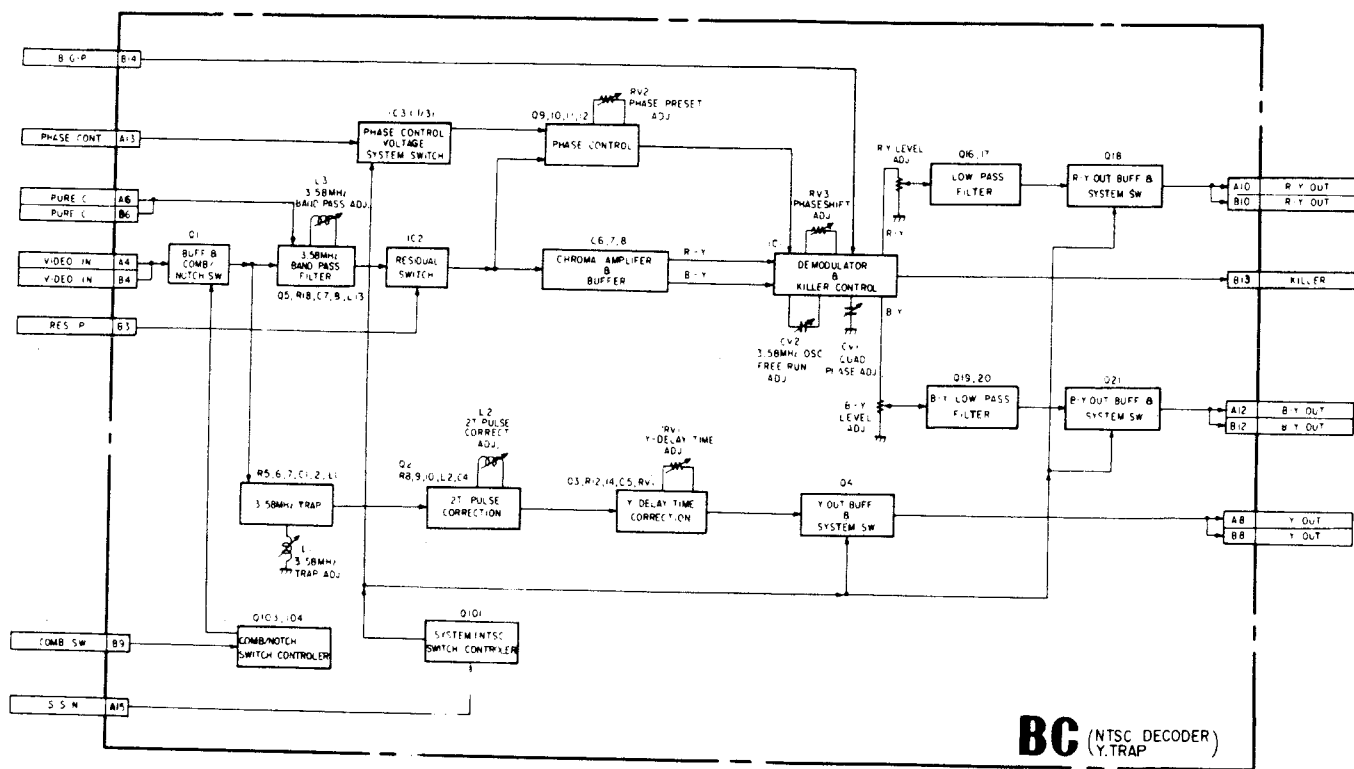 B G-P B14
PHASE CONT A13
PURE C A6
PURE C B6
VIDEO IN A4
VIDEO IN B4
RES P B3
COMB SW B9
S S N A15
IC3 (1/3)
PHASE CONTROL
VOLTAGE
SYSTEM SWITCH
Q9,10,11,12
PHASE CONTROL
RV2
PHASE PRESET
ADJ
L3
3.58MHz
BAND PASS ADJ.
Q1
BUFF &
COMB/
NOTCH SW
3.58MHz
BAND PASS
FILTER
Q5, R18, C7, 8, L13
IC2
RESIDUAL
SWITCH
C6,7,8
CHROMA AMPLIFER
&
BUFFER
R-Y
B-Y
RV3
PHASESHIFT
ADJ
DEMODULATOR
&
KILLER CONTROL
CV2
3.58MHz OSC
FREE RUN
ADJ
CV1
QUAD
PHASE ADJ
R-Y LEVEL
ADJ
R-Y
B-Y
B-Y
LEVEL
ADJ
Q16,17
LOW PASS
FILTER
Q18
R-Y OUT BUFF &
SYSTEM SW
A10 R-Y OUT
B10 R-Y OUT
B13 KILLER
Q19,20
B-Y LOW PASS
FILTER
Q21
B-Y OUT BUFF &
SYSTEM SW
A12 B-Y OUT
B12 B-Y OUT
R5,6,7,C1,2,L1
3.58MHz TRAP
3.58MHz
TRAP ADJ
L2
2T PULSE
CORRECT
ADJ.
Q2
R8,9,10,L2,C4
2T PULSE
CORRECTION
Y-DELAY TIME
ADJ
Y DELAY TIME
CORRECTION
Q4
Y OUT BUFF
&
SYSTEM SW
A8 Y OUT
B8 Y OUT
Q103,104
COMB/NOTCH
SWITCH CONTROLER
Q101
SYSTEM (NTSC
SWITCH CONTROLER
BC (NTSC DECODER)
Y.TRAP